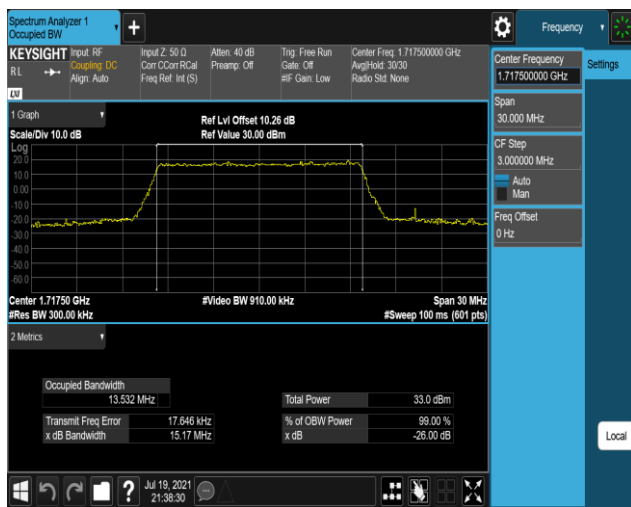 Spectrum Analyzer 1
Occupied BW
+
Frequency
KEYSIGHT
RL
LXI
Input: RF
Coupling: DC
Align: Auto
Input Z: 50 Ω
Corr CCorr RCal
Freq Ref: Int (S)
Atten: 40 dB
Preamp: Off
Trig: Free Run
Gate: Off
#IF Gain: Low
Center Freq: 1.717500000 GHz
Avg|Hold: 30/30
Radio Std: None
Center Frequency
1.717500000 GHz
Settings
Span
30.000 MHz
CF Step
3.000000 MHz
Auto
Man
Freq Offset
0 Hz
Local
1 Graph
Scale/Div 10.0 dB
Ref Lvl Offset 10.26 dB
Ref Value 30.00 dBm
Log
20.0
10.0
0.00
-10.0
-20.0
-30.0
-40.0
-50.0
-60.0
Center 1.71750 GHz
#Video BW 910.00 kHz
Span 30 MHz
#Res BW 300.00 kHz
#Sweep 100 ms (601 pts)
2 Metrics
Occupied Bandwidth
13.532 MHz
Total Power 33.0 dBm
Transmit Freq Error 17.646 kHz
% of OBW Power 99.00 %
x dB Bandwidth 15.17 MHz
x dB -26.00 dB
?
Jul 19, 2021
21:38:30